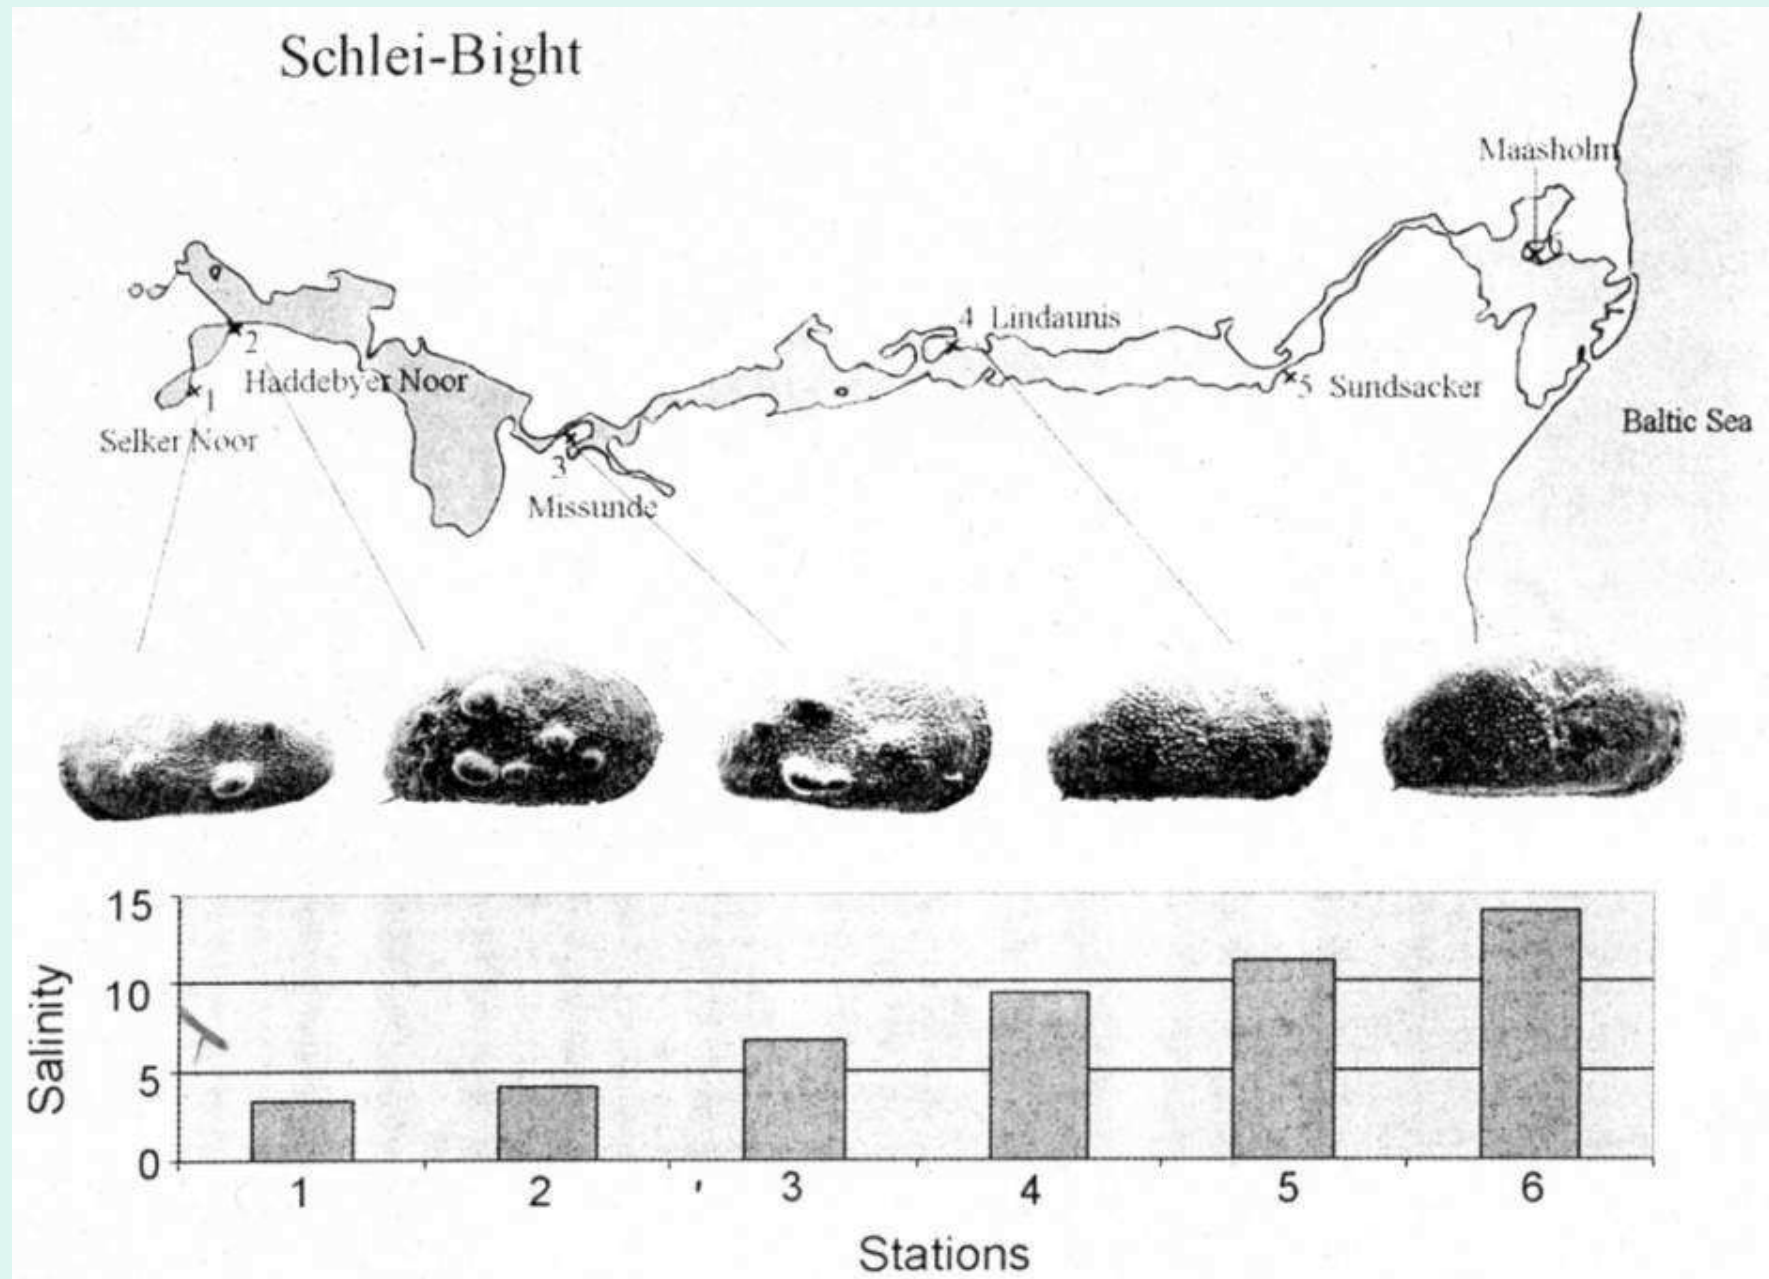 Schlei-Bight
Maasholm
6
4 Lindaunis
2
Haddebyer Noor
1
5 Sundsacker
Selker Noor
Baltic Sea
3
Missunde
15
10
5
0
Salinity
1 2 3 4 5 6
Stations